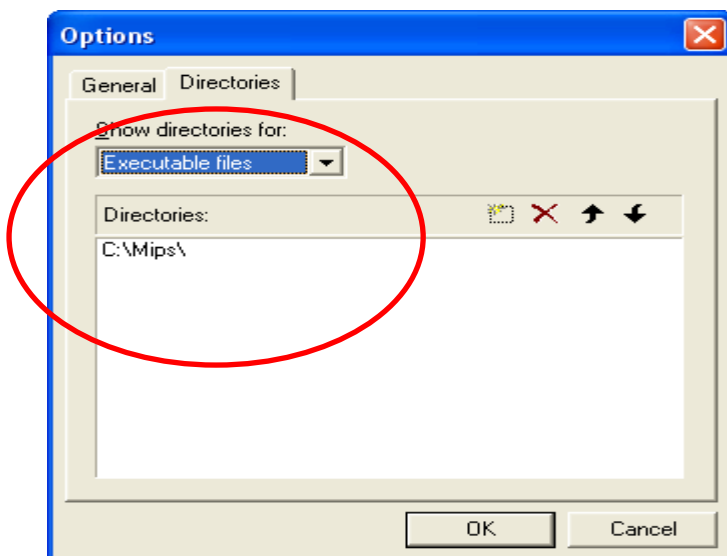 Options
General Directories
Show directories for:
Executable files
Directories:
C:\Mips\
OK Cancel